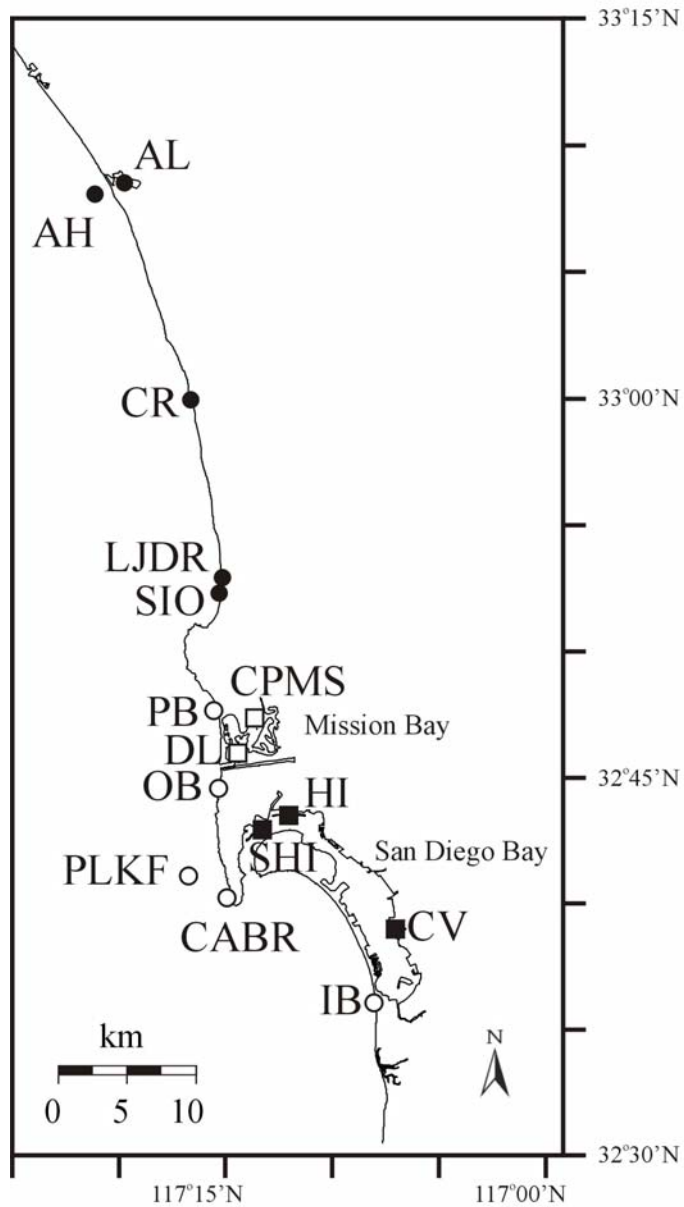 33°15'N
AL
AH
CR
33°00'N
LJDR
SIO
CPMS
PB
Mission Bay
DL
32°45'N
OB
HI
SHI
San Diego Bay
PLKF
CABR
CV
IB
km
N
0 5 10
32°30'N
117°15'N 117°00'N